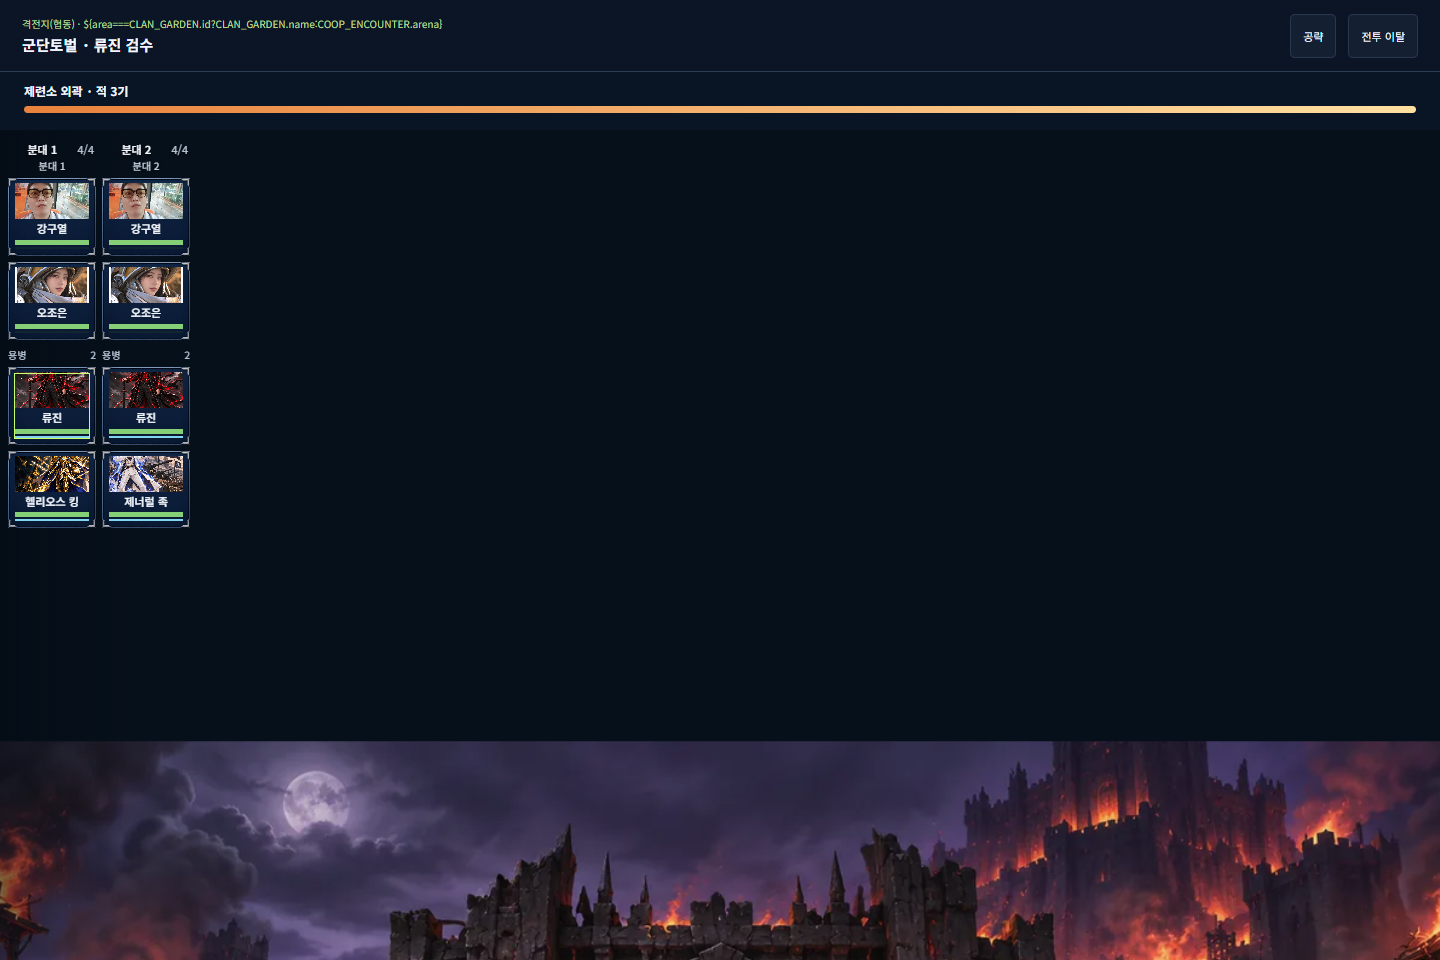 격전지(협동) · ${area===CLAN_GARDEN.id?CLAN_GARDEN.name:COOP_ENCOUNTER.arena}
군단토벌 · 류진 검수
공략
전투 이탈
제련소 외곽 · 적 3기
분대 1 4/4 분대 2 4/4
분대 1 분대 2
강구열 강구열
오조은 오조은
용병 2 용병 2
류진 류진
헬리오스 킹 제너럴 족